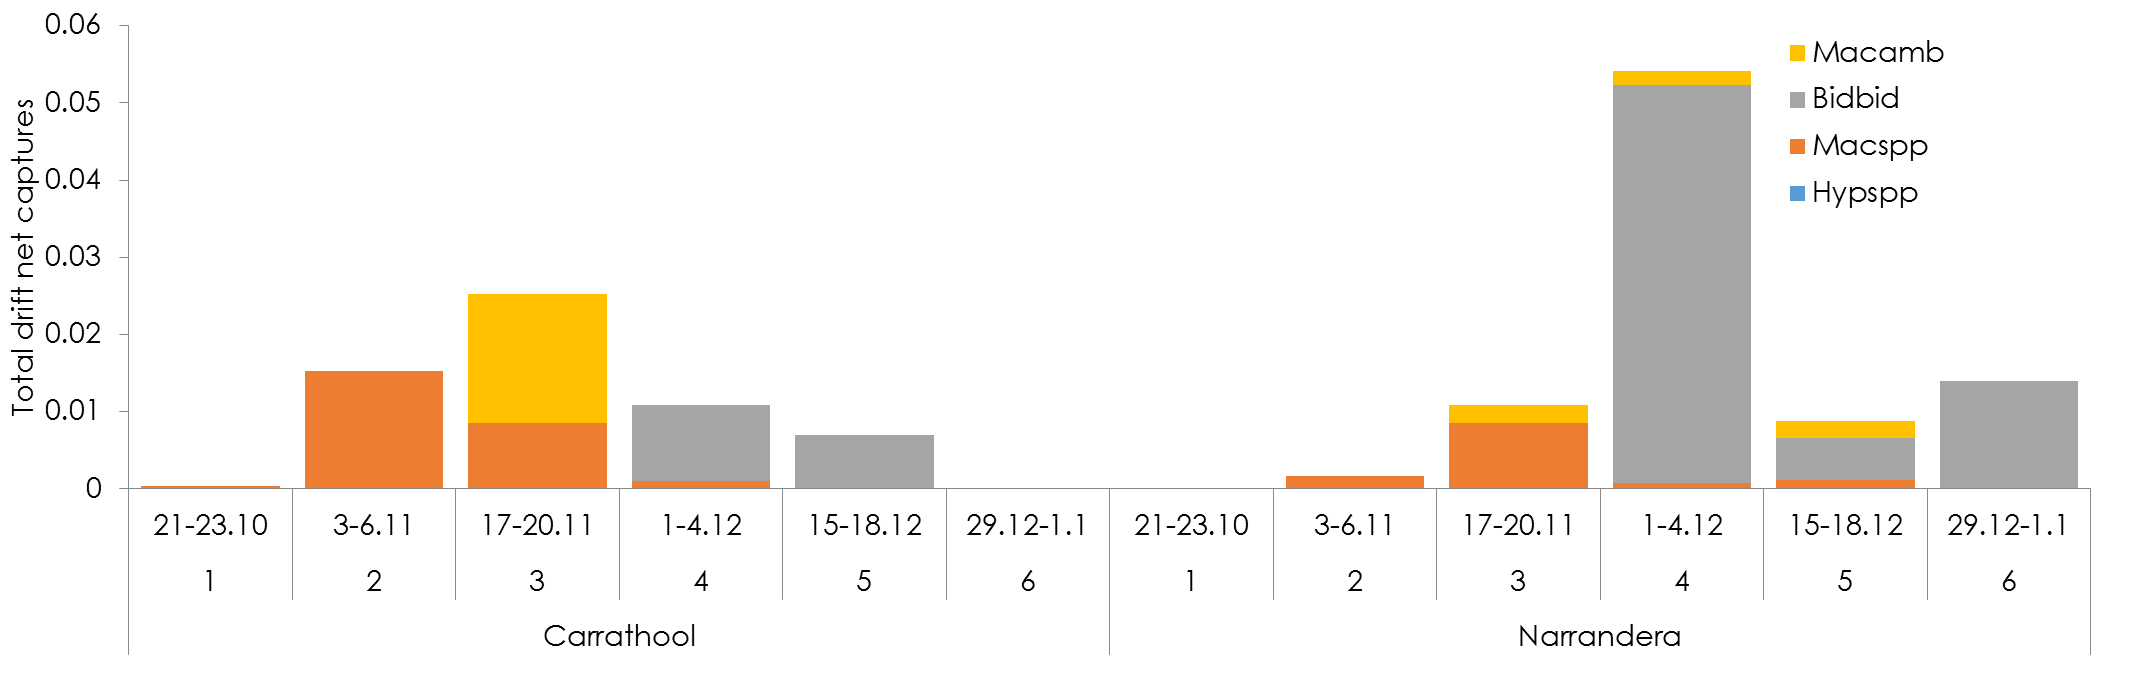 Total drift net captures
0.06
0.05
0.04
0.03
0.02
0.01
0
Macamb
Bidbid
Macspp
Hypspp
21-23.10 3-6.11 17-20.11 1-4.12 15-18.12 29.12-1.1 21-23.10 3-6.11 17-20.11 1-4.12 15-18.12 29.12-1.1
1 2 3 4 5 6 1 2 3 4 5 6
Carrathool Narrandera